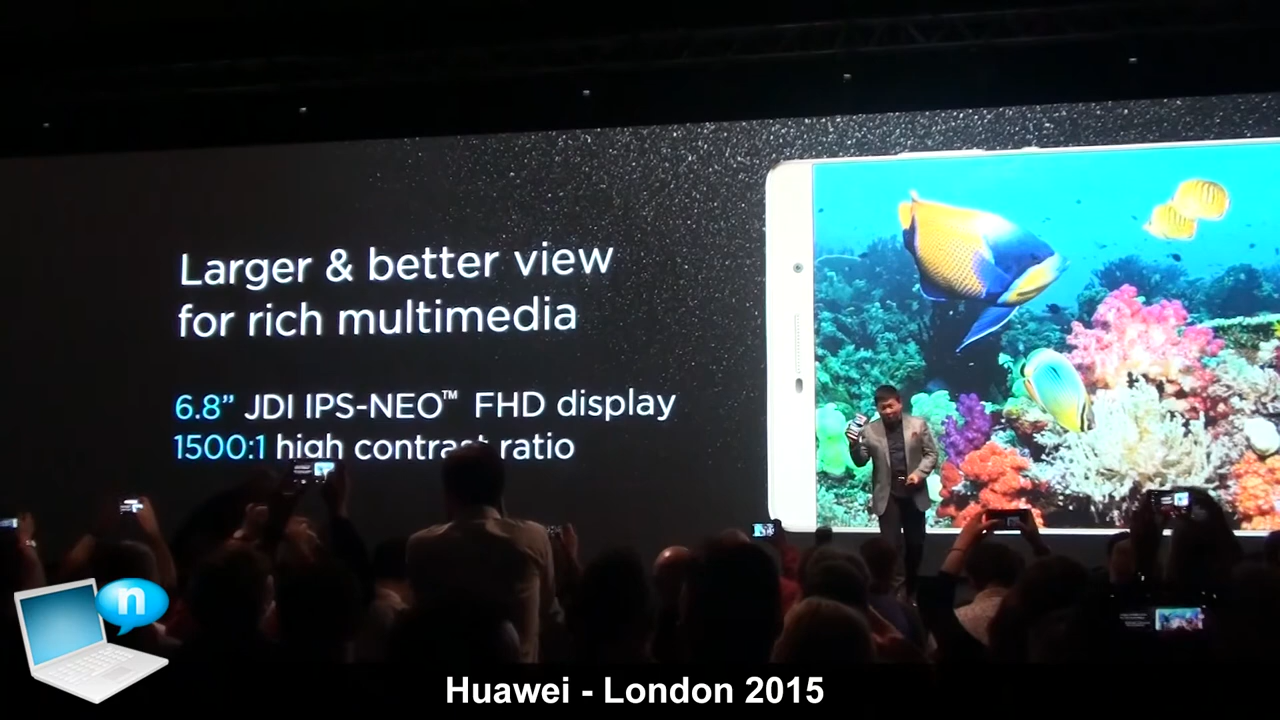 Larger & better view
for rich multimedia
6.8” JDI IPS-NEO™ FHD display
1500:1 high contrast ratio
n
Huawei - London 2015